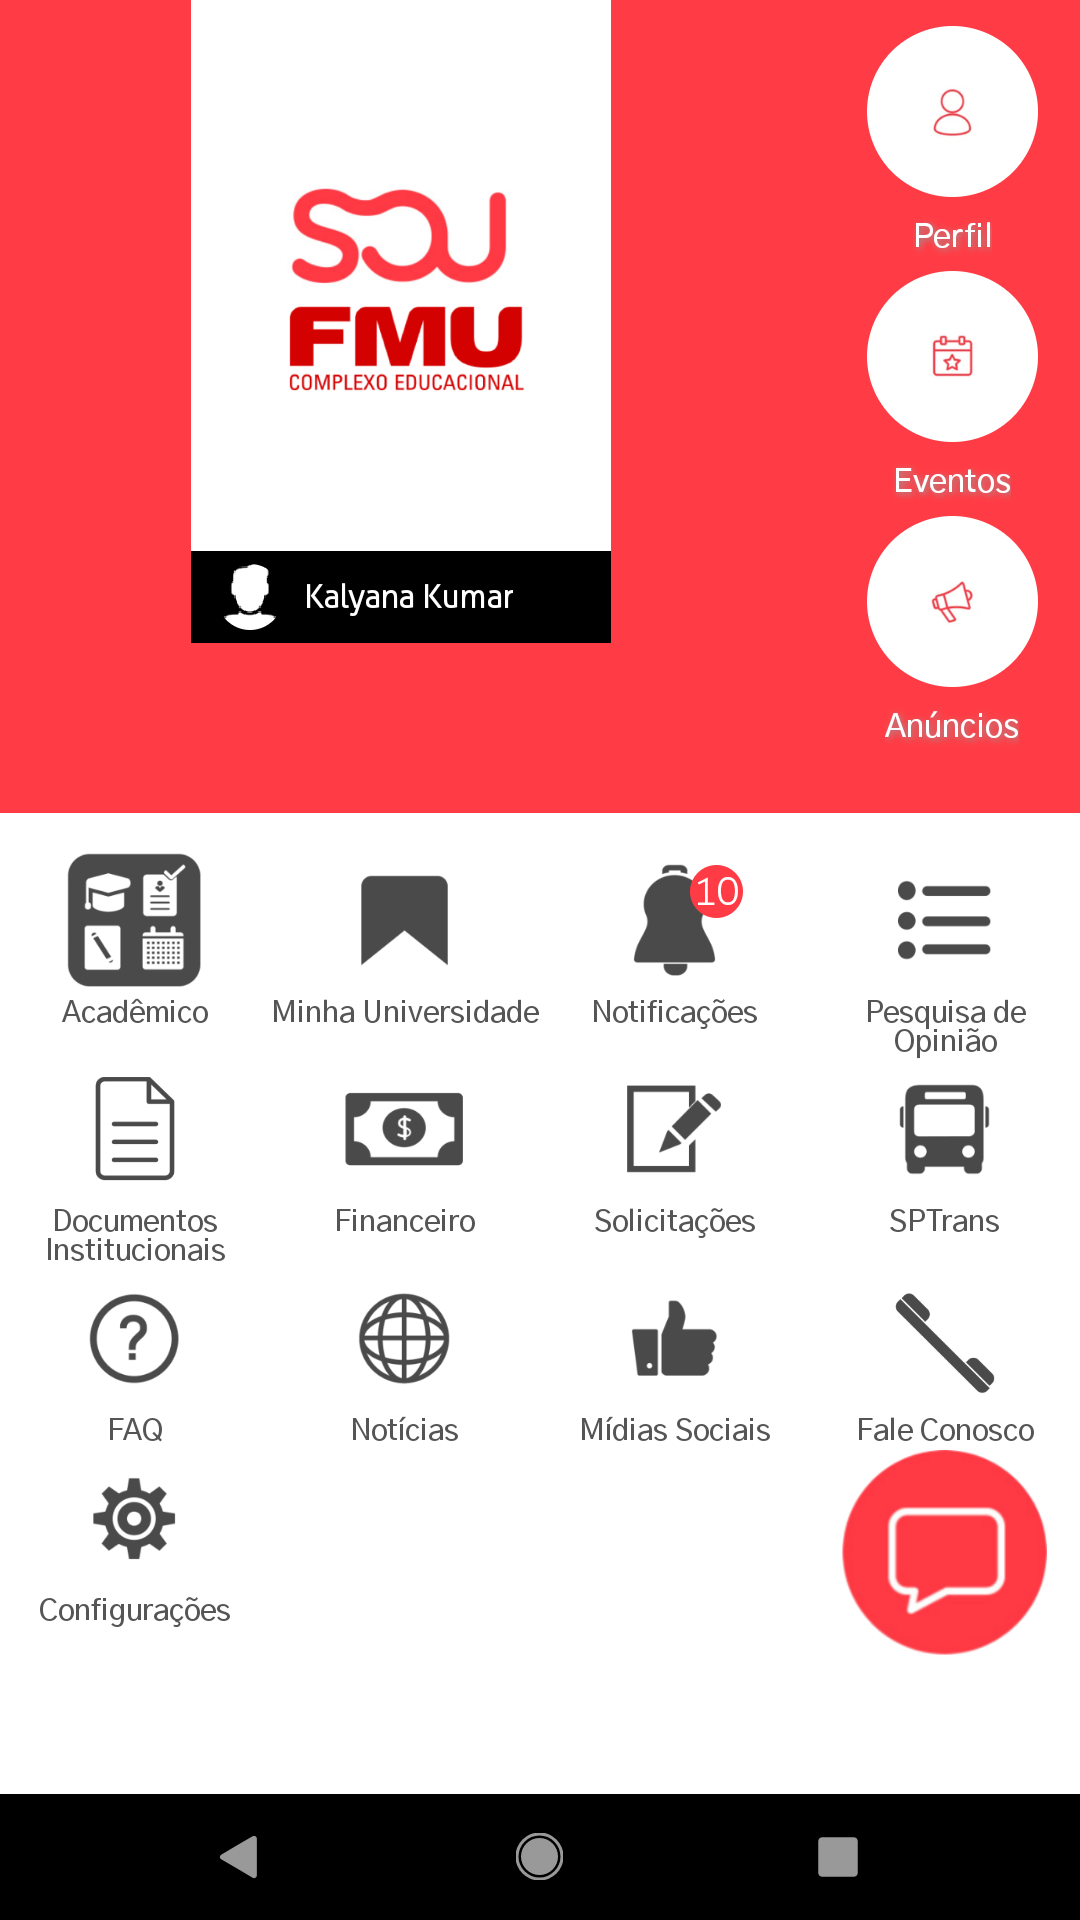 SOU
FMU
COMPLEXO EDUCACIONAL
Kalyana Kumar
Perfil
Eventos
Anúncios
Acadêmico
Minha Universidade
10
Notificações
Pesquisa de
Opinião
Documentos
Institucionais
$
Financeiro
Solicitações
SPTrans
?
FAQ
Notícias
Mídias Sociais
Fale Conosco
Configurações